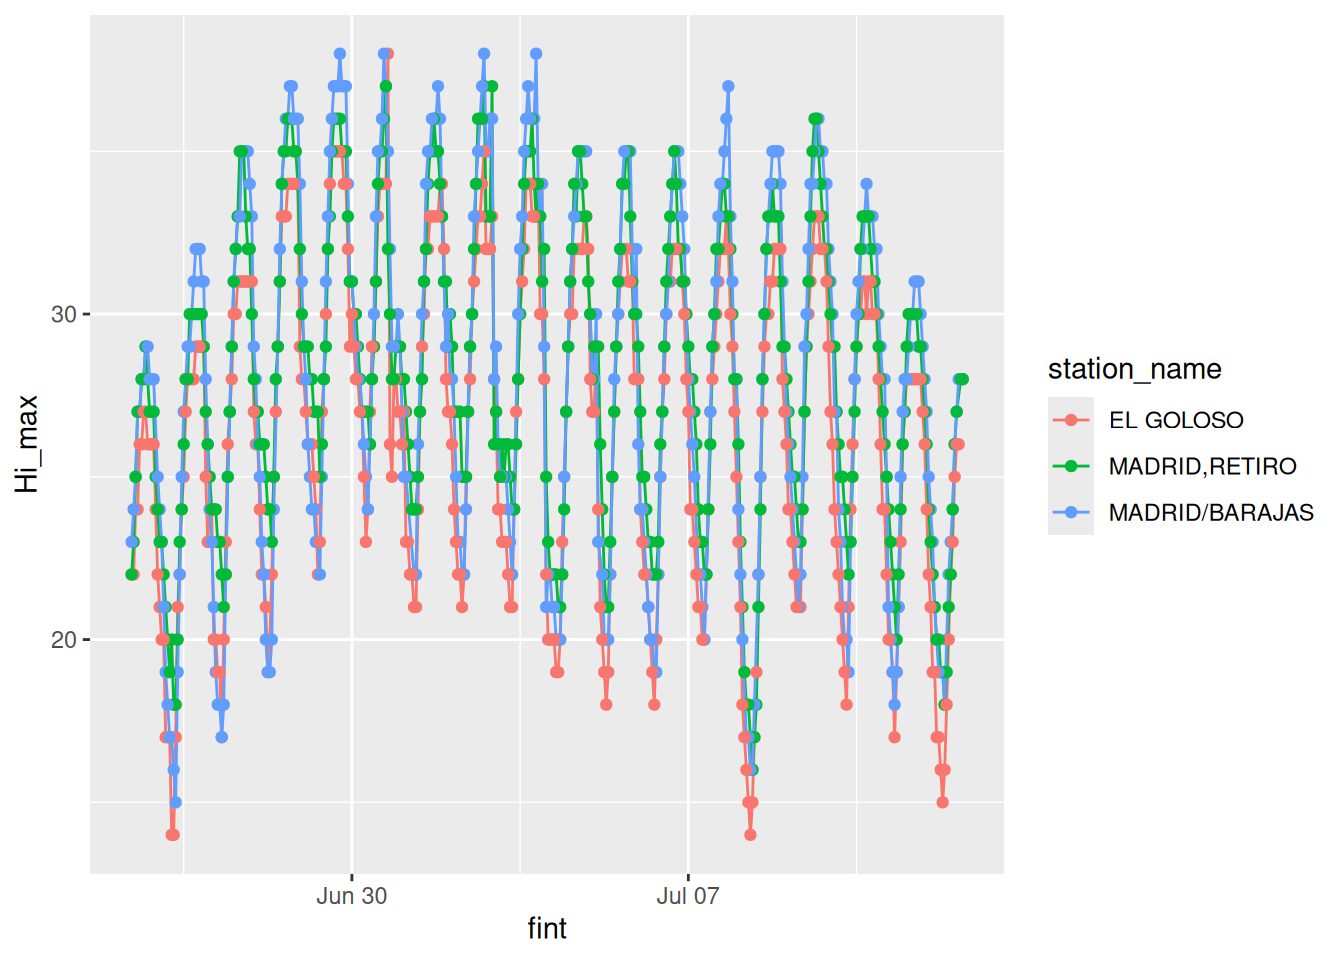 Hi_max
30
20
Jun 30
Jul 07
fint
station_name
EL GOLOSO
MADRID,RETIRO
MADRID/BARAJAS